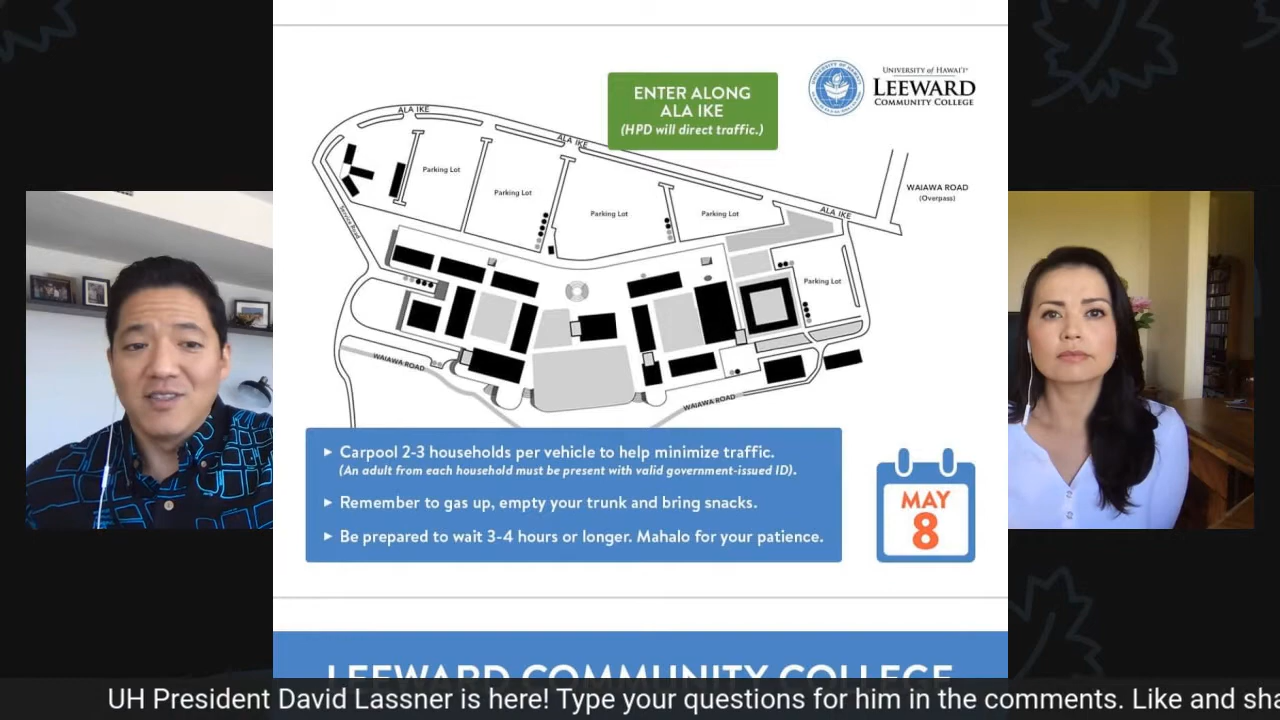 ENTER ALONG
ALA IKE
(HPD will direct traffic.)
UNIVERSITY of HAWAI'I®
LEEWARD
COMMUNITY COLLEGE
ALA IKE
ALA IKE
Parking Lot
Parking Lot
Parking Lot
Parking Lot
ALA IKE
WAIAWA ROAD
(Overpass)
Parking Lot
WAIAWA ROAD
WAIAWA ROAD
► Carpool 2-3 households per vehicle to help minimize traffic.
(An adult from each household must be present with valid government-issued ID).
► Remember to gas up, empty your trunk and bring snacks.
► Be prepared to wait 3-4 hours or longer. Mahalo for your patience.
MAY
8
LEEWARD COMMUNITY COLLEGE
UH President David Lassner is here! Type your questions for him in the comments. Like and sha